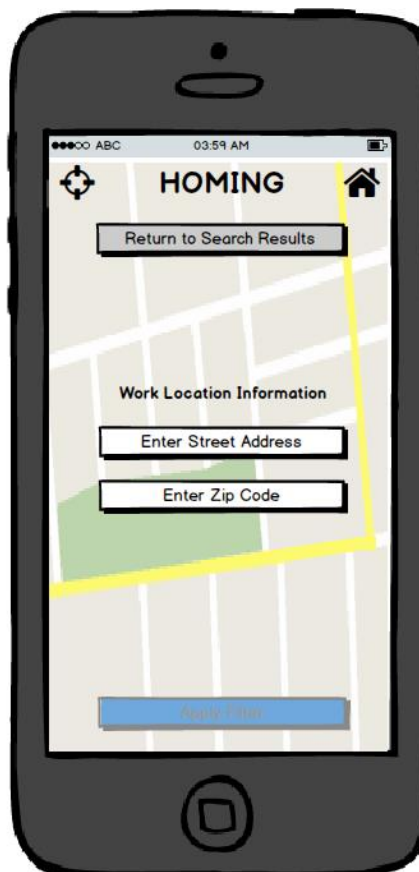 ABC 03:59 AM
HOMING
Return to Search Results
Work Location Information
Enter Street Address
Enter Zip Code
Apply Filter